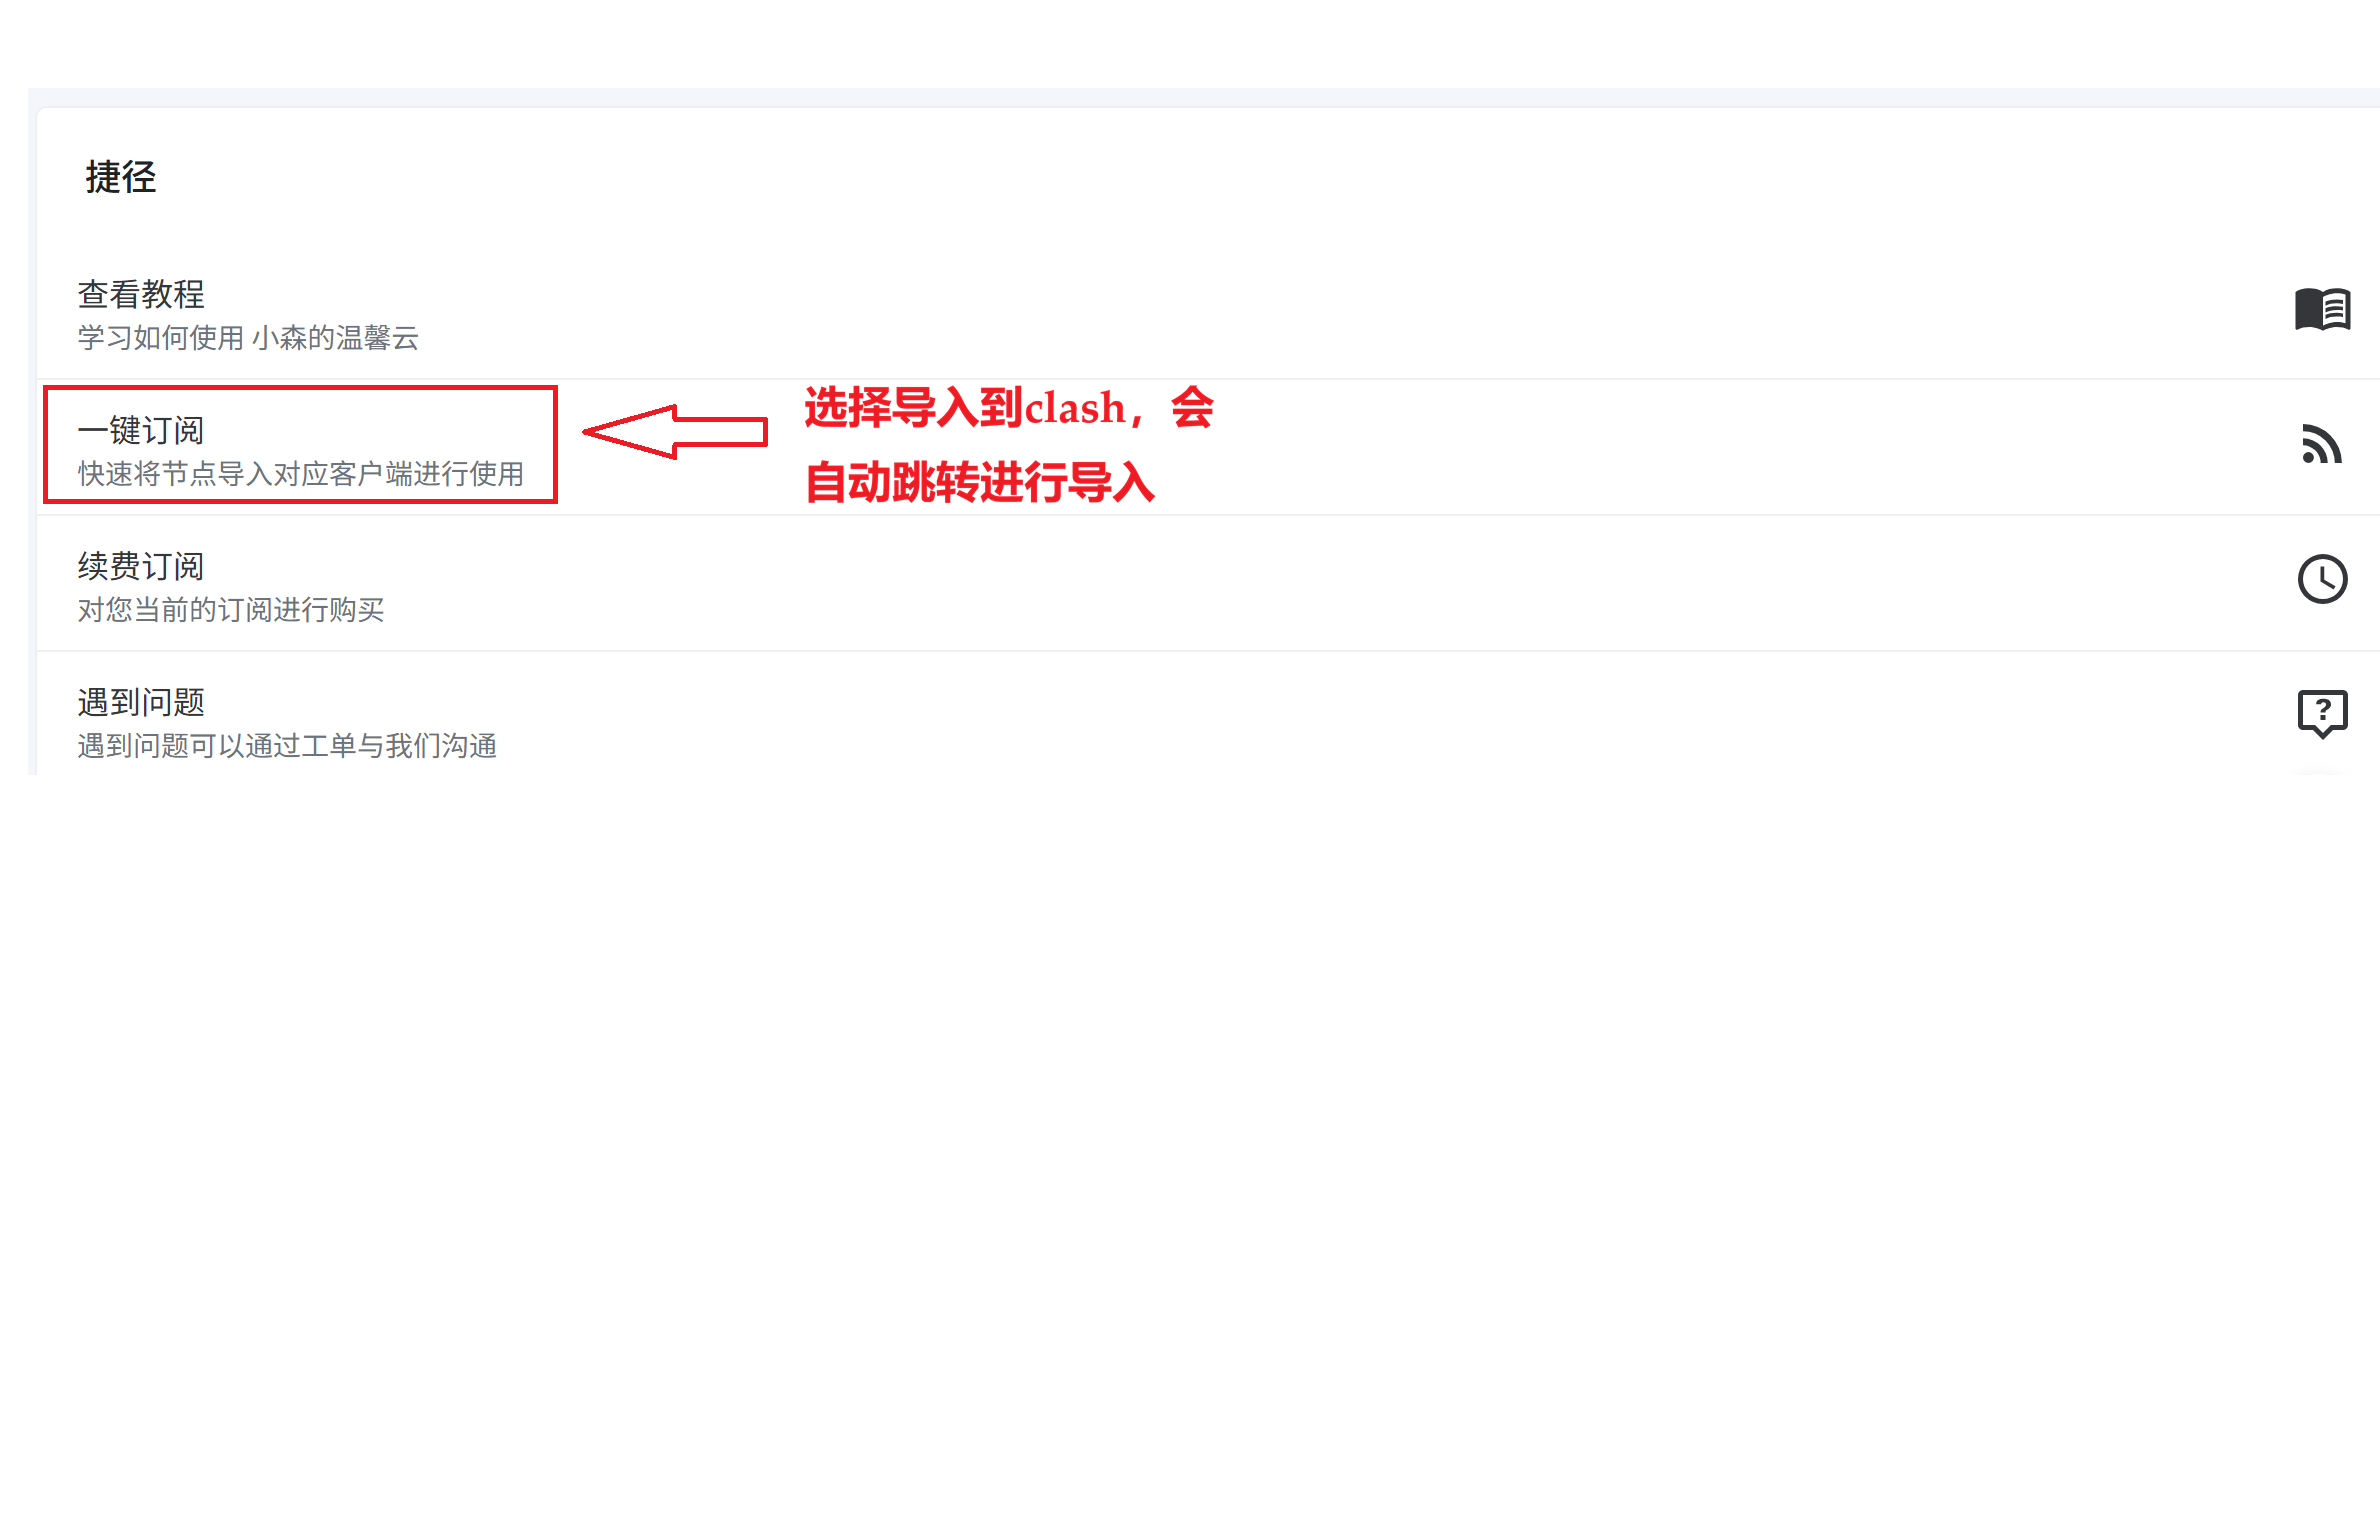 捷径
查看教程
学习如何使用 小森的温馨云
一键订阅
快速将节点导入对应客户端进行使用
选择导入到clash，会
自动跳转进行导入
续费订阅
对您当前的订阅进行购买
遇到问题
遇到问题可以通过工单与我们沟通